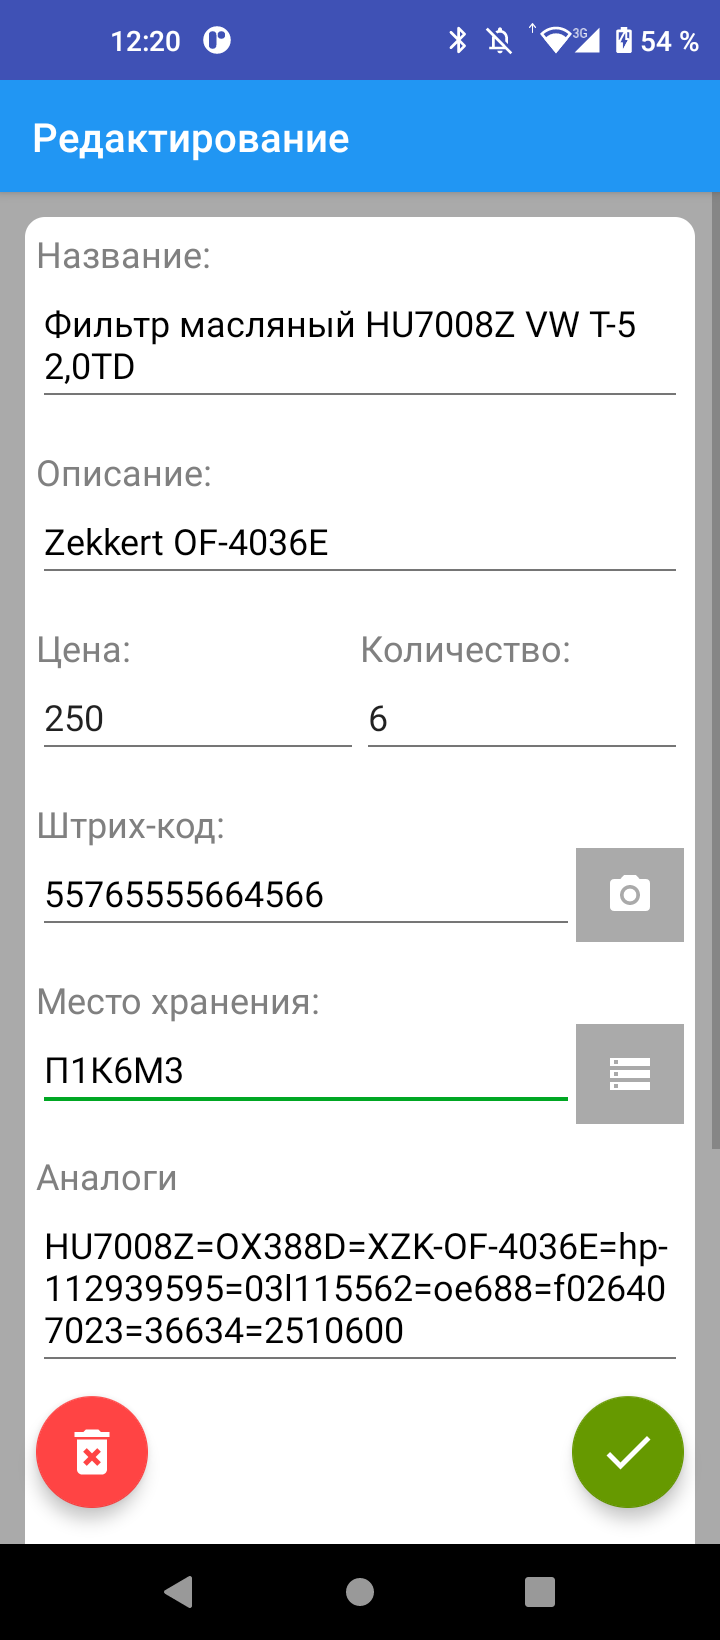 12:20
3G
54 %
Редактирование
Название:
Фильтр масляный HU7008Z VW T-5
2,0TD
Описание:
Zekkert OF-4036E
Цена:
Количество:
250
6
Штрих-код:
55765555664566
Место хранения:
П1К6М3
Аналоги
HU7008Z=OX388D=XZK-OF-4036E=hp-
112939595=03l115562=oe688=f02640
7023=36634=2510600